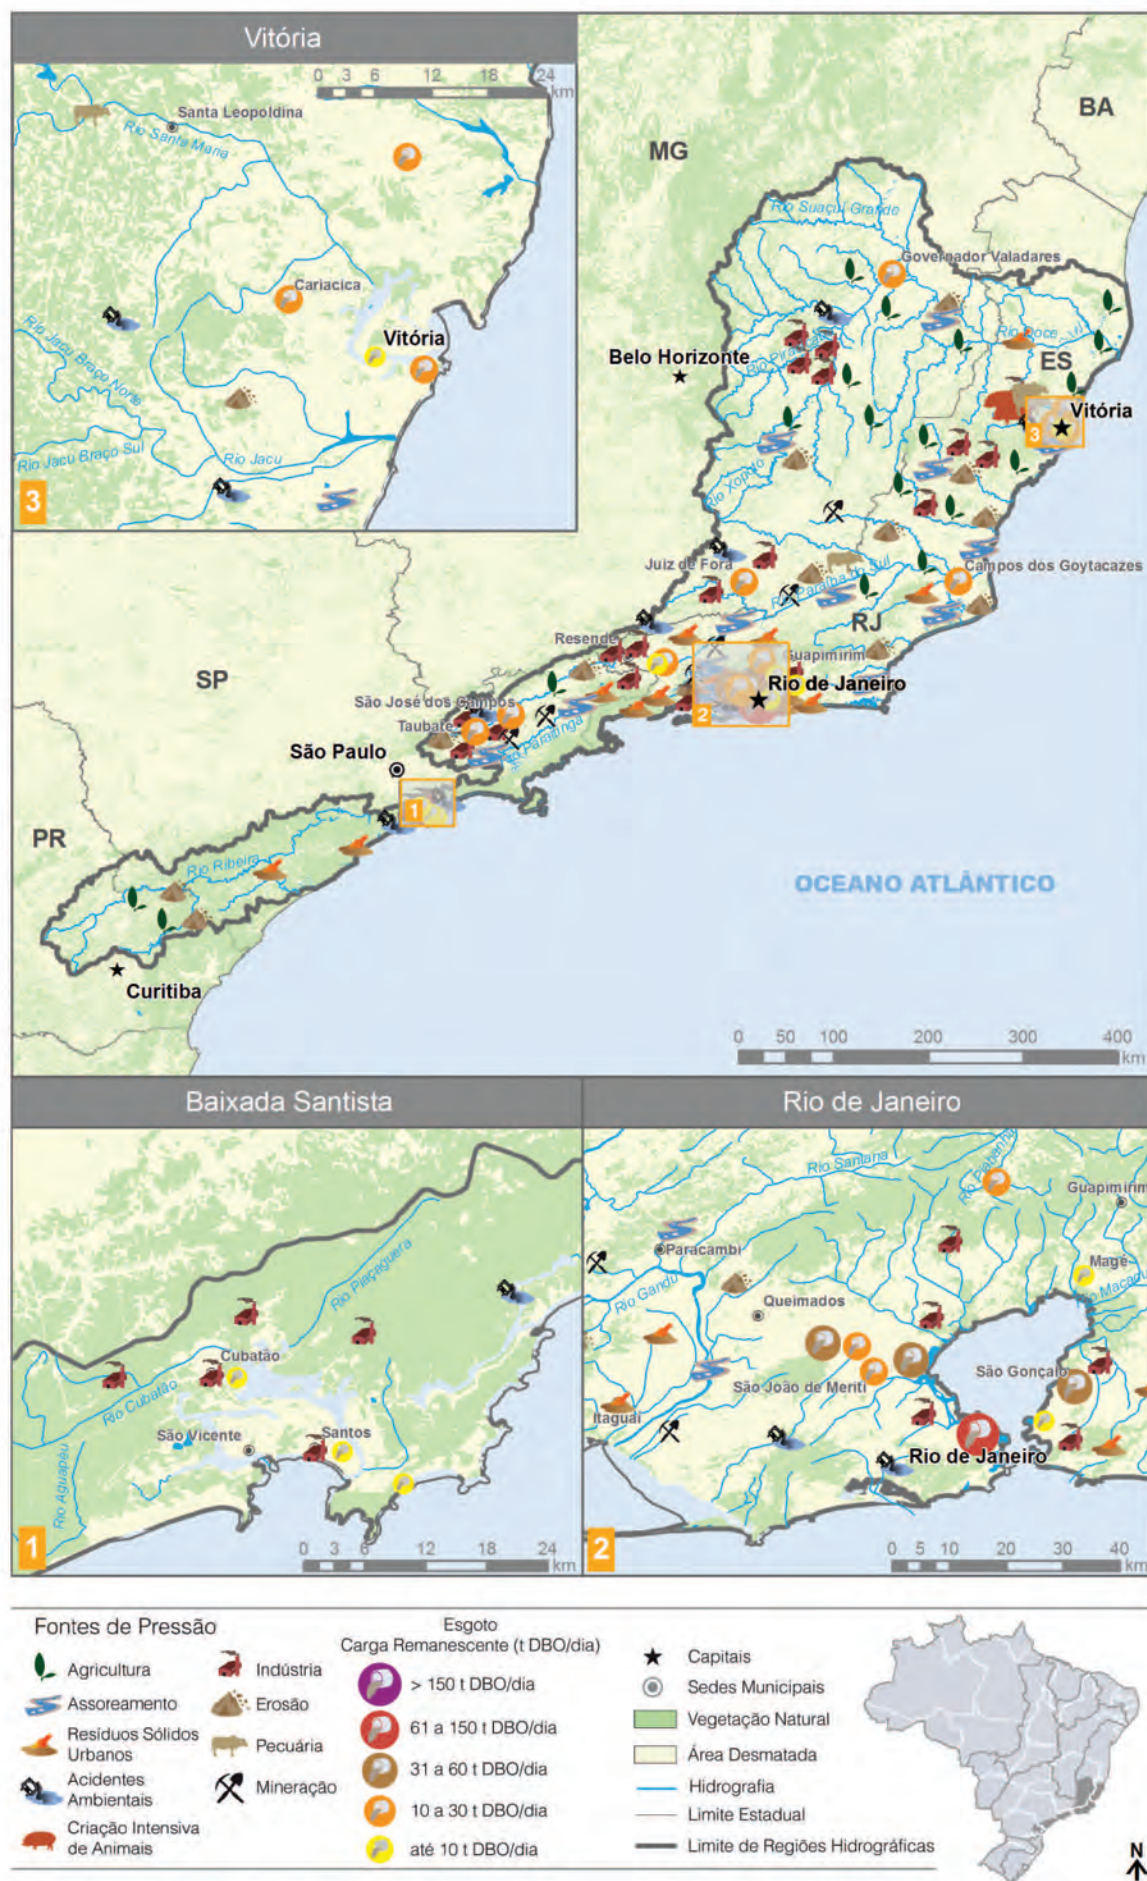 Vitória
0 3 6 12 18 24
km
Santa Leopoldina
Rio Santa Maria
Cariacica
Vitória
Rio Jacu Braço Norte
Rio Jacu Braço Sul
Rio Jacu
3
BA
MG
Rio Suaçuí Grande
Governador Valadares
Rio Doce
Belo Horizonte
ES
Vitória
3
Rio Xopotó
Juiz de Fora
Rio Paraíba do Sul
Campos dos Goytacazes
RJ
Resende
Guapimirim
Rio de Janeiro
2
SP
São José dos Campos
Taubaté
São Paulo
1
PR
Rio Ribeira
OCEANO ATLÂNTICO
Curitiba
0 50 100 200 300 400
km
Baixada Santista
Rio Piaçaguera
Cubatão
Rio Cubatão
São Vicente
Santos
Rio Aguapeú
1
0 3 6 12 18 24
km
Rio de Janeiro
Rio Santana
Rio Piabanha
Guapimirim
Paracambi
Magé
Rio Gandu
Queimados
São Gonçalo
São João de Meriti
Itaguaí
Rio de Janeiro
2
0 5 10 20 30 40
km
Fontes de Pressão
Agricultura
Assoreamento
Resíduos Sólidos
Urbanos
Acidentes
Ambientais
Criação Intensiva
de Animais
Indústria
Erosão
Pecuária
Mineração
Esgoto
Carga Remanescente (t DBO/dia)
> 150 t DBO/dia
61 a 150 t DBO/dia
31 a 60 t DBO/dia
10 a 30 t DBO/dia
até 10 t DBO/dia
Capitais
Sedes Municipais
Vegetação Natural
Área Desmatada
Hidrografia
Limite Estadual
Limite de Regiões Hidrográficas
N